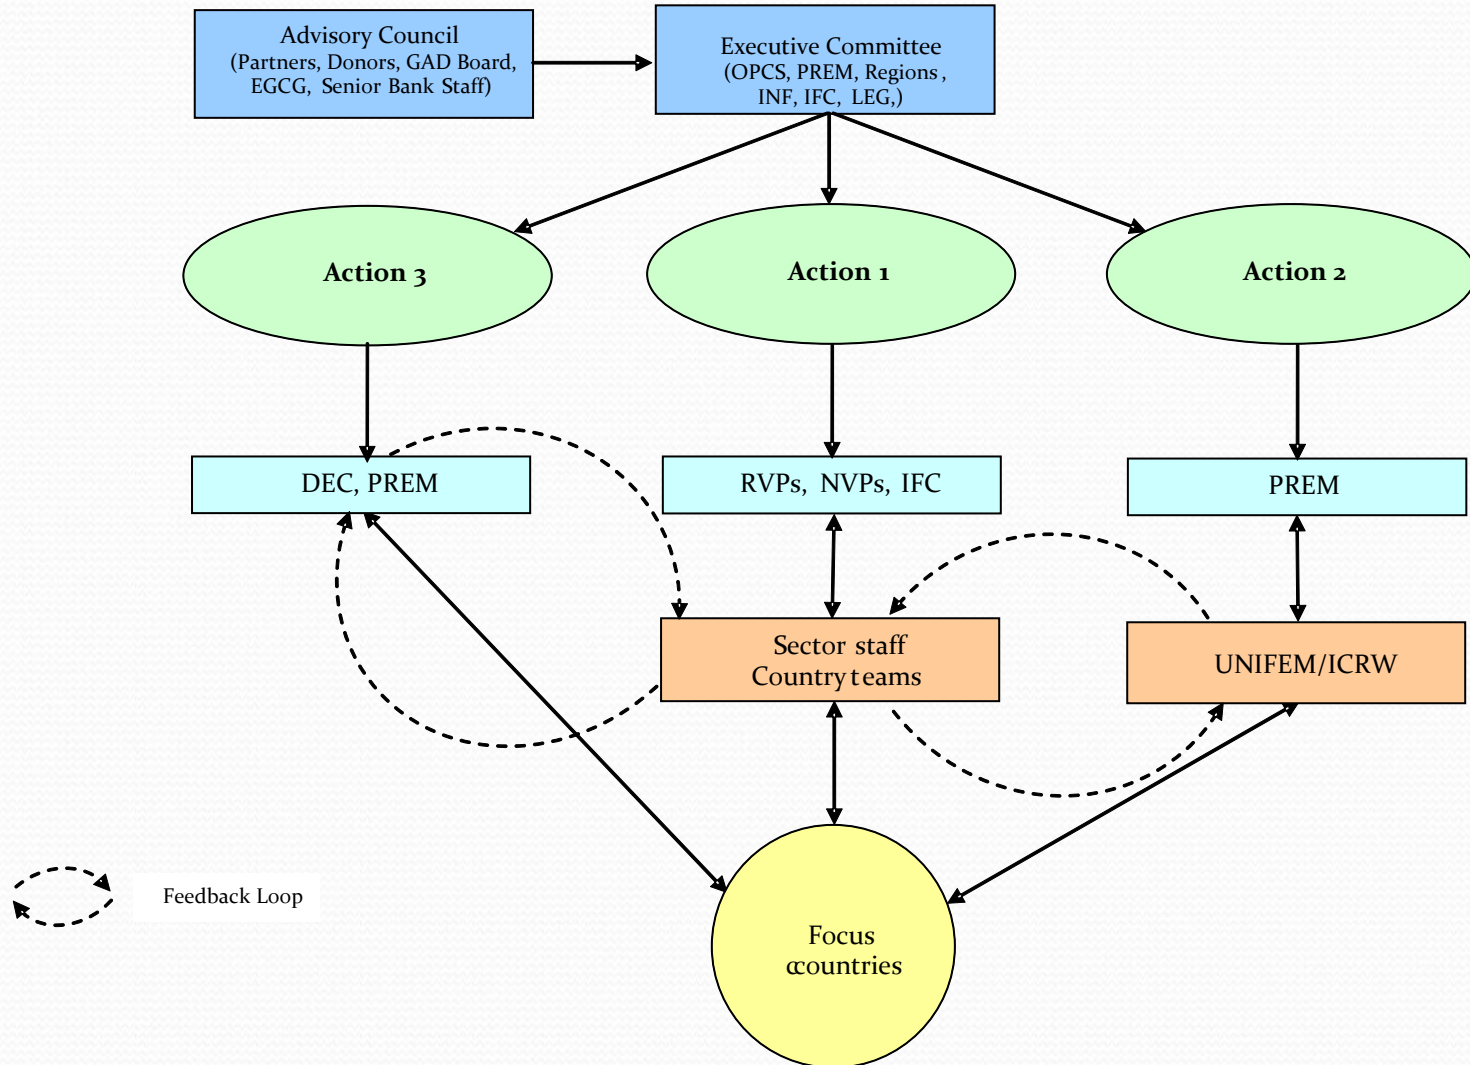 Advisory Council
(Partners, Donors, GAD Board,
EGCG, Senior Bank Staff)
Executive Committee
(OPCS, PREM, Regions ,
INF, IFC, LEG,)
Action 3
Action 1
Action 2
DEC, PREM
RVPs, NVPs, IFC
PREM
Sector staff
Country teams
UNIFEM/ICRW
Feedback Loop
Focus
ccountries